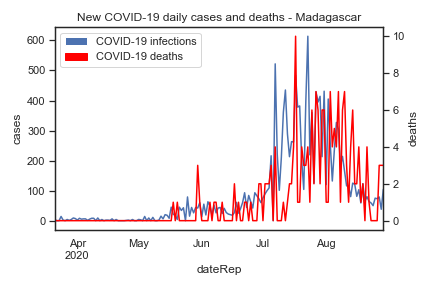 New COVID-19 daily cases and deaths - Madagascar
COVID-19 infections
COVID-19 deaths
600
500
400
300
200
100
0
cases
10
8
6
4
2
0
deaths
Apr
2020
May
Jun
Jul
Aug
dateRep